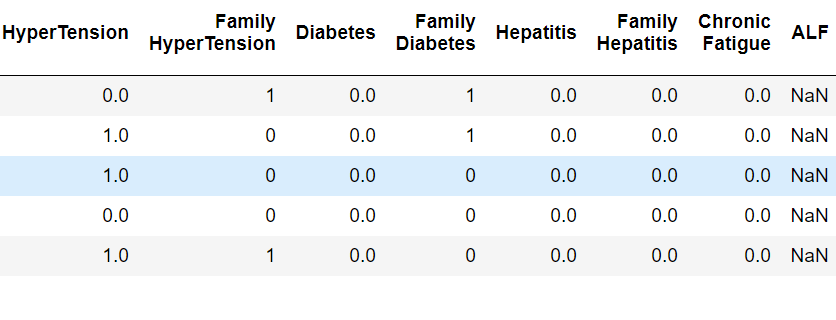 HyperTension Family HyperTension Diabetes Family Diabetes Hepatitis Family Hepatitis Chronic Fatigue ALF
0.0 1 0.0 1 0.0 0.0 0.0 NaN
1.0 0 0.0 1 0.0 0.0 0.0 NaN
1.0 0 0.0 0 0.0 0.0 0.0 NaN
0.0 0 0.0 0 0.0 0.0 0.0 NaN
1.0 1 0.0 0 0.0 0.0 0.0 NaN